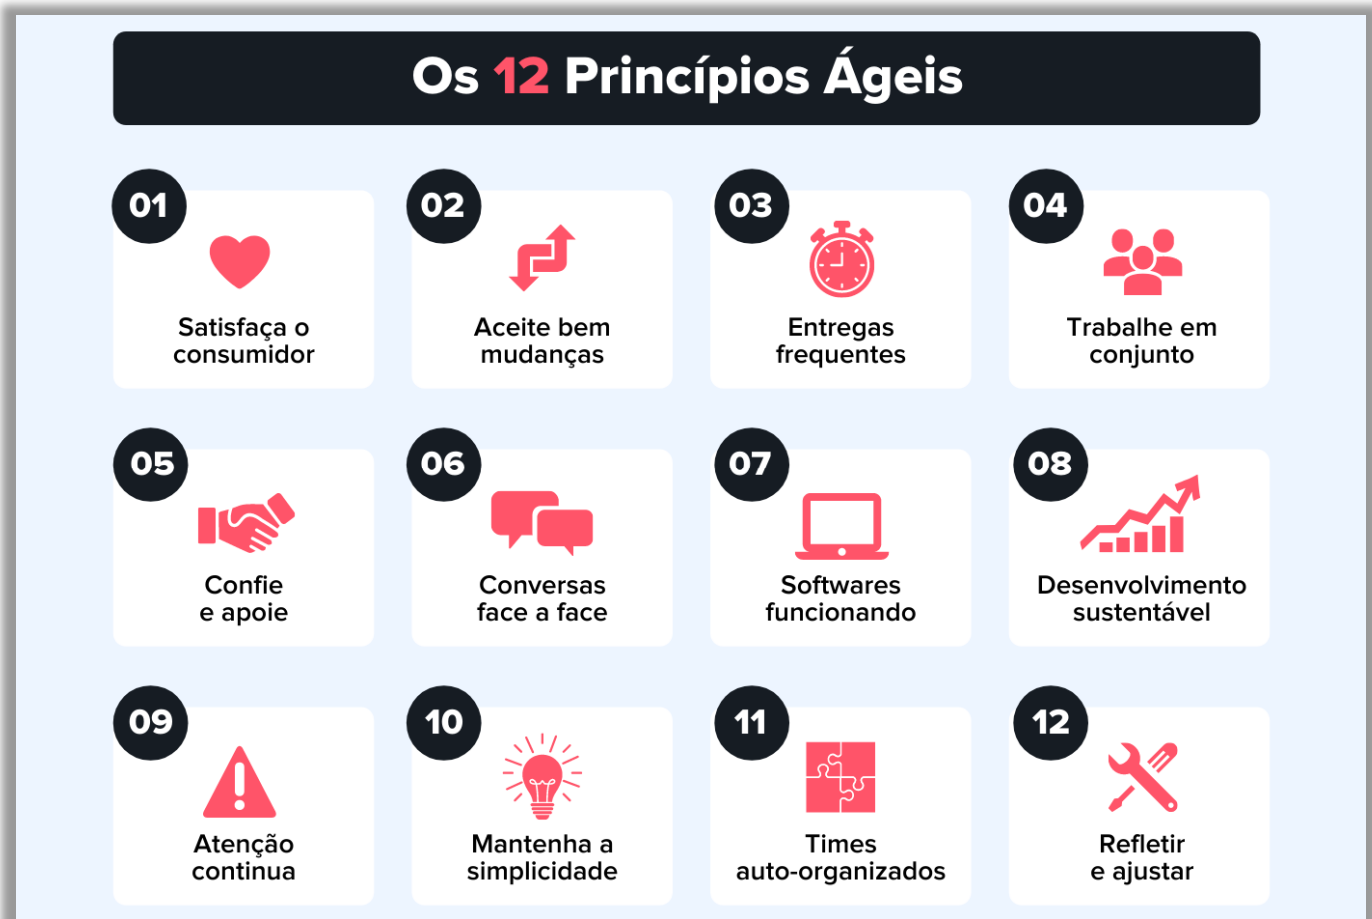 Os 12 Princípios Ágeis
01
Satisfaça o
consumidor
02
Aceite bem
mudanças
03
Entregas
frequentes
04
Trabalhe em
conjunto
05
Confie
e apoie
06
Conversas
face a face
07
Softwares
funcionando
08
Desenvolvimento
sustentável
09
Atenção
continua
10
Mantenha a
simplicidade
11
Times
auto-organizados
12
Refletir
e ajustar